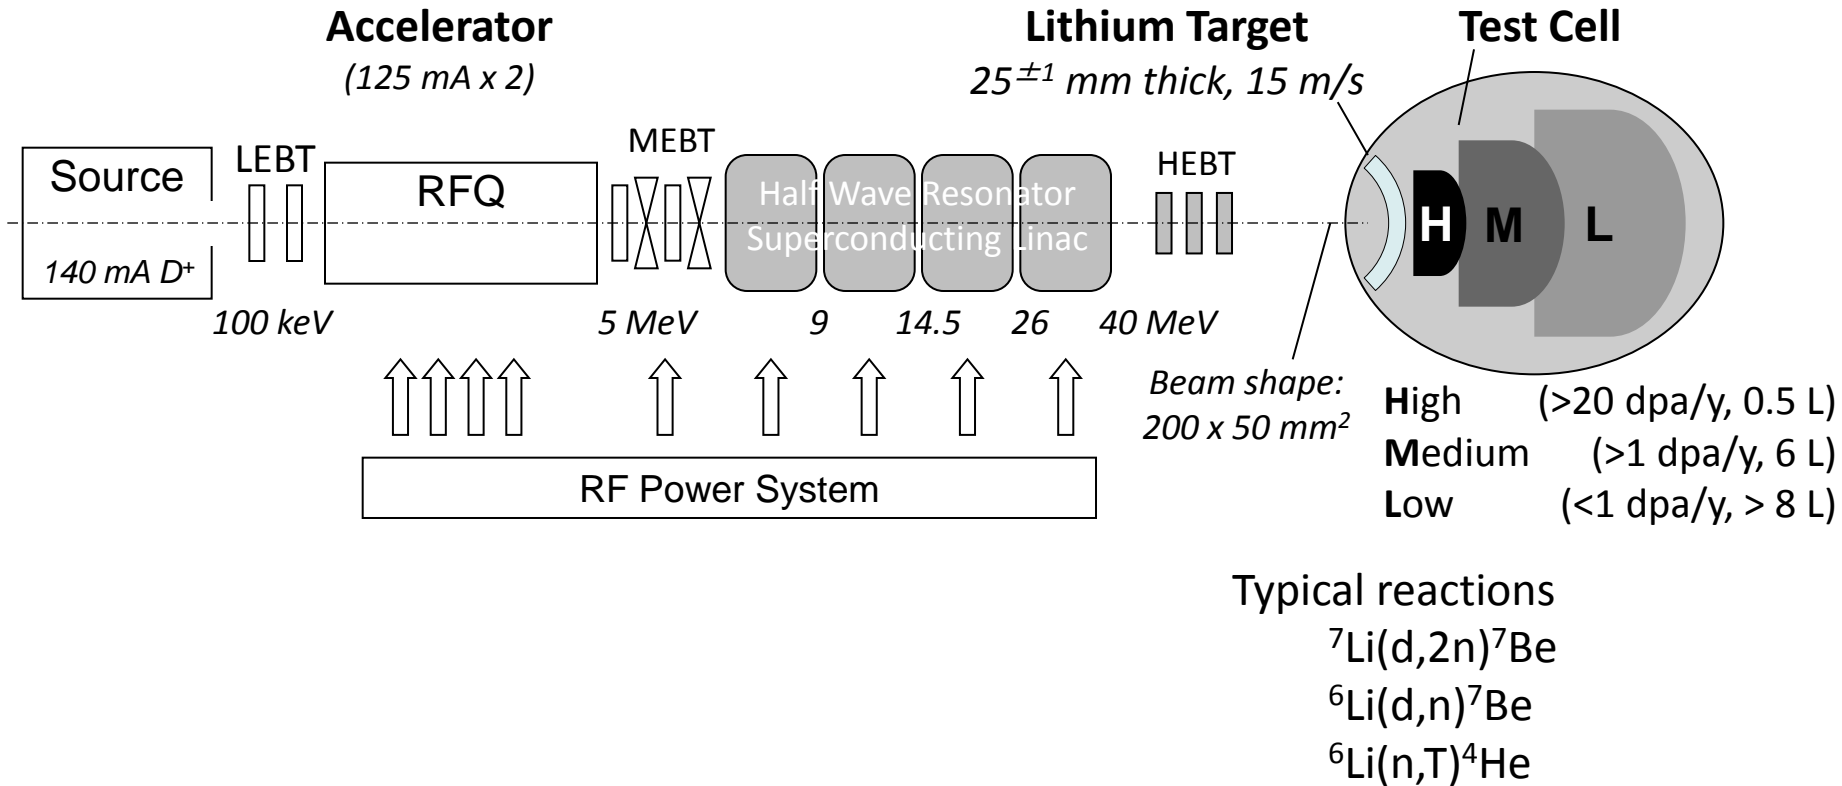 Accelerator
(125 mA x 2)
Lithium Target
25±1 mm thick, 15 m/s
Test Cell
Source
140 mA D+
LEBT
RFQ
MEBT
Half Wave Resonator
Superconducting Linac
HEBT
H M L
100 keV 5 MeV 9 14.5 26 40 MeV
RF Power System
Beam shape:
200 x 50 mm²
High (>20 dpa/y, 0.5 L)
Medium (>1 dpa/y, 6 L)
Low (<1 dpa/y, > 8 L)
Typical reactions
⁷Li(d,2n)⁷Be
⁶Li(d,n)⁷Be
⁶Li(n,T)⁴He